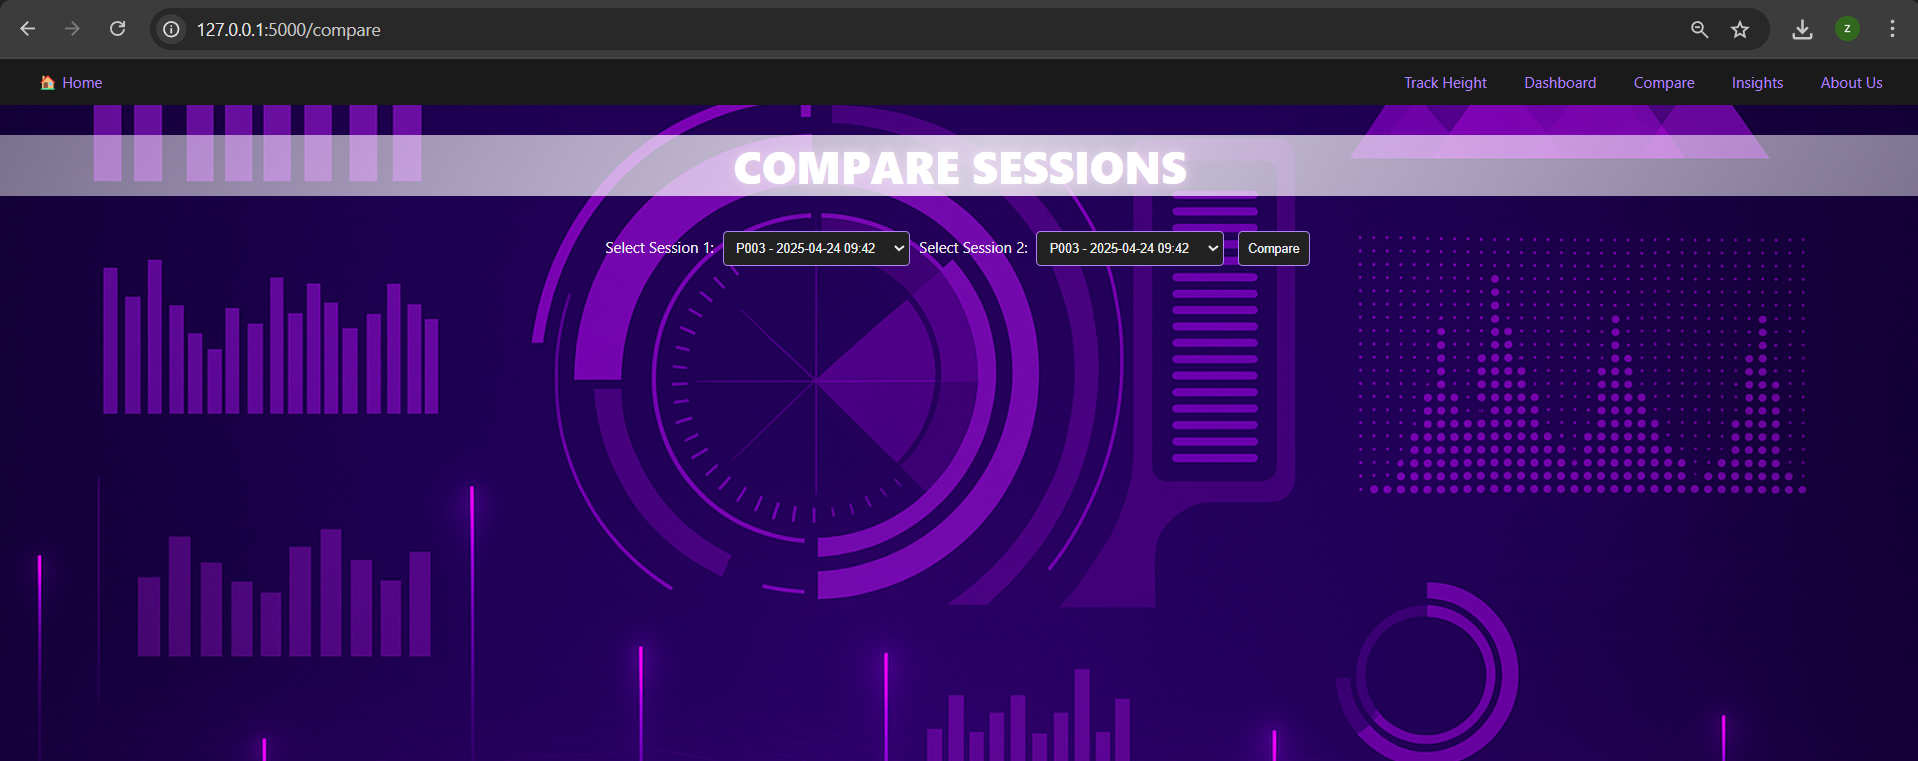 127.0.0.1:5000/compare
Z
Home
Track Height Dashboard Compare Insights About Us
COMPARE SESSIONS
Select Session 1: P003 - 2025-04-24 09:42 Select Session 2: P003 - 2025-04-24 09:42 Compare